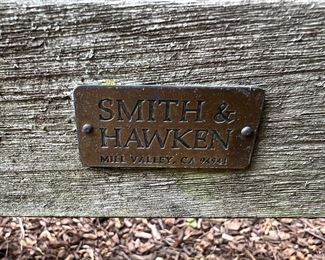 SMITH &
HAWKEN
MILL VALLEY, CA 94941